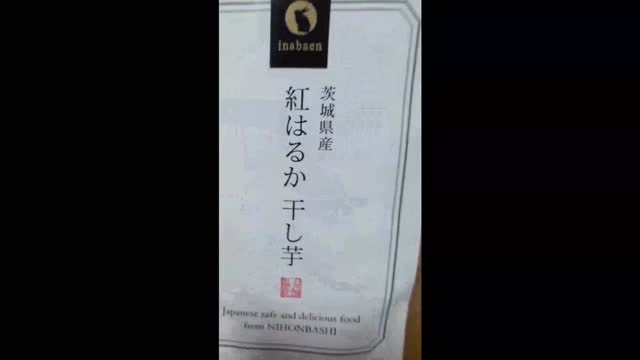 inabaen
茨城県産
紅はるか 干し芋
Japanese safe and delicious food
from NIHONBASHI